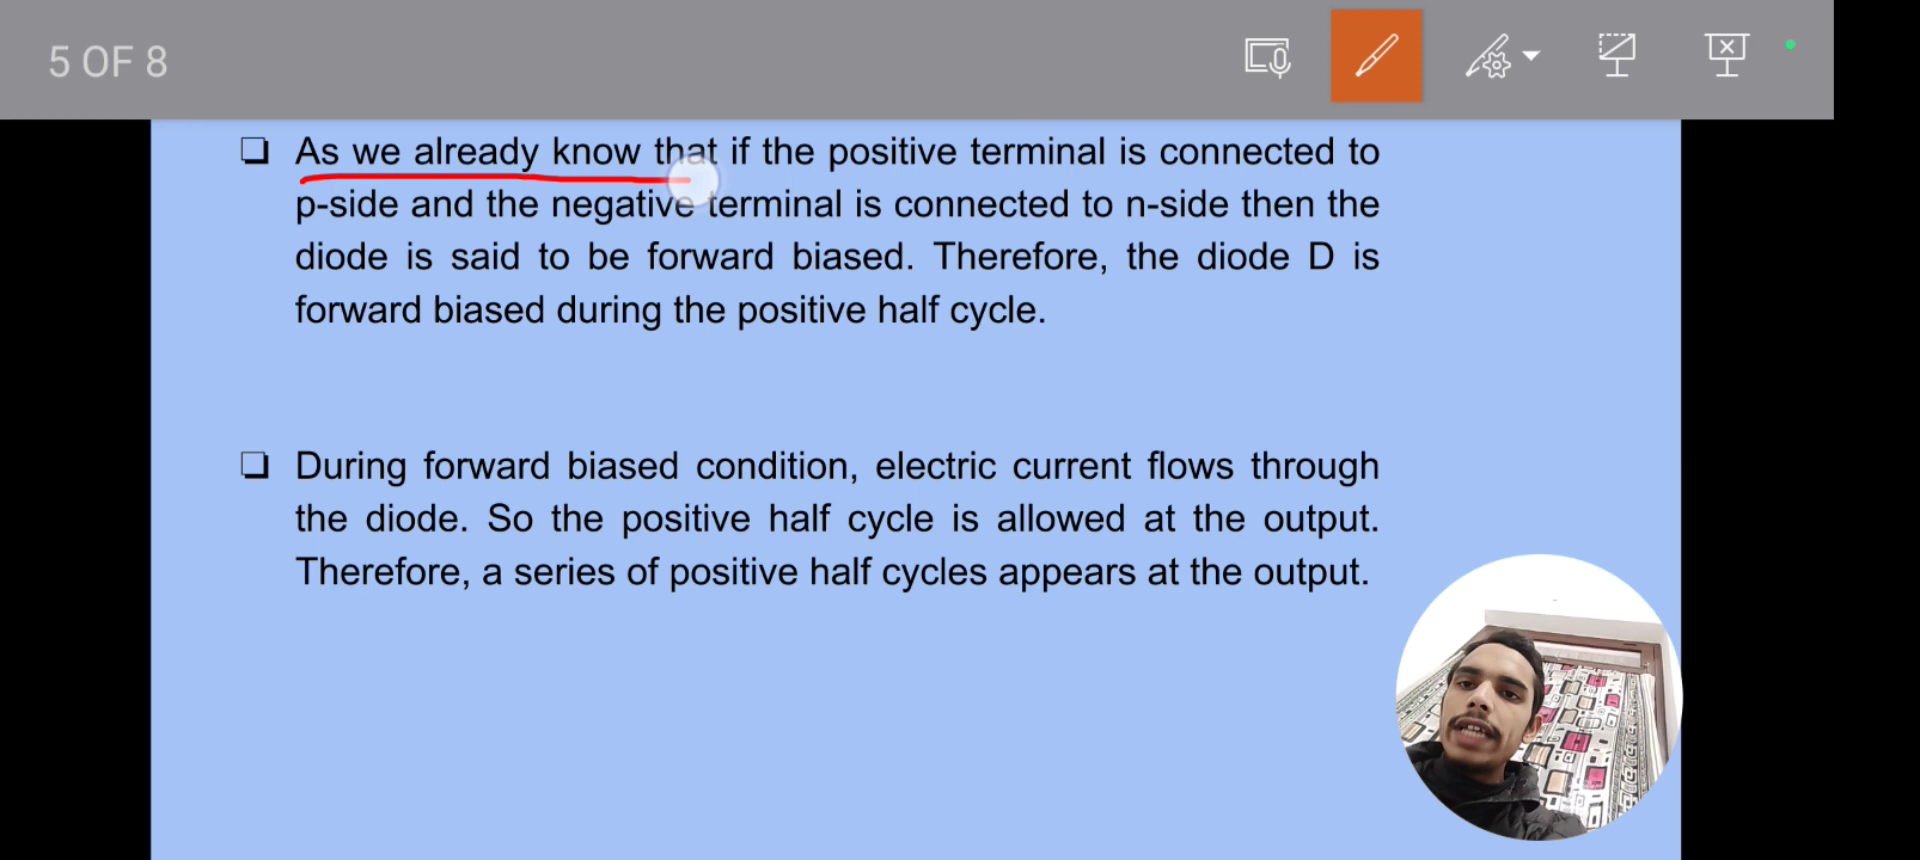 5 OF 8
As we already know that if the positive terminal is connected to
p-side and the negative terminal is connected to n-side then the
diode is said to be forward biased. Therefore, the diode D is
forward biased during the positive half cycle.
During forward biased condition, electric current flows through
the diode. So the positive half cycle is allowed at the output.
Therefore, a series of positive half cycles appears at the output.